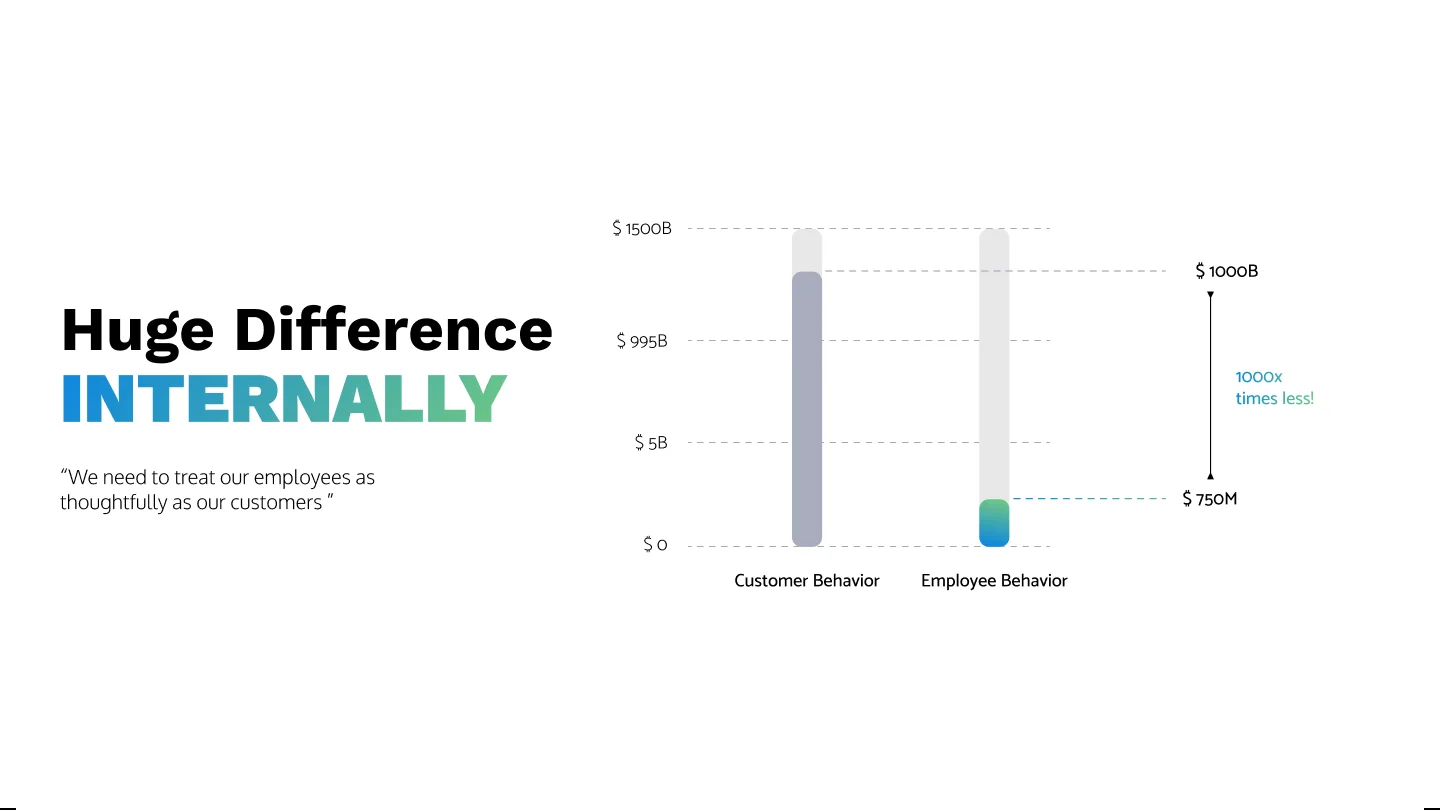 Huge Difference
INTERNALLY
“We need to treat our employees as
thoughtfully as our customers ”
$ 1500B
$ 995B
$ 5B
$ 0
Customer Behavior
Employee Behavior
$ 1000B
1000x
times less!
$ 750M